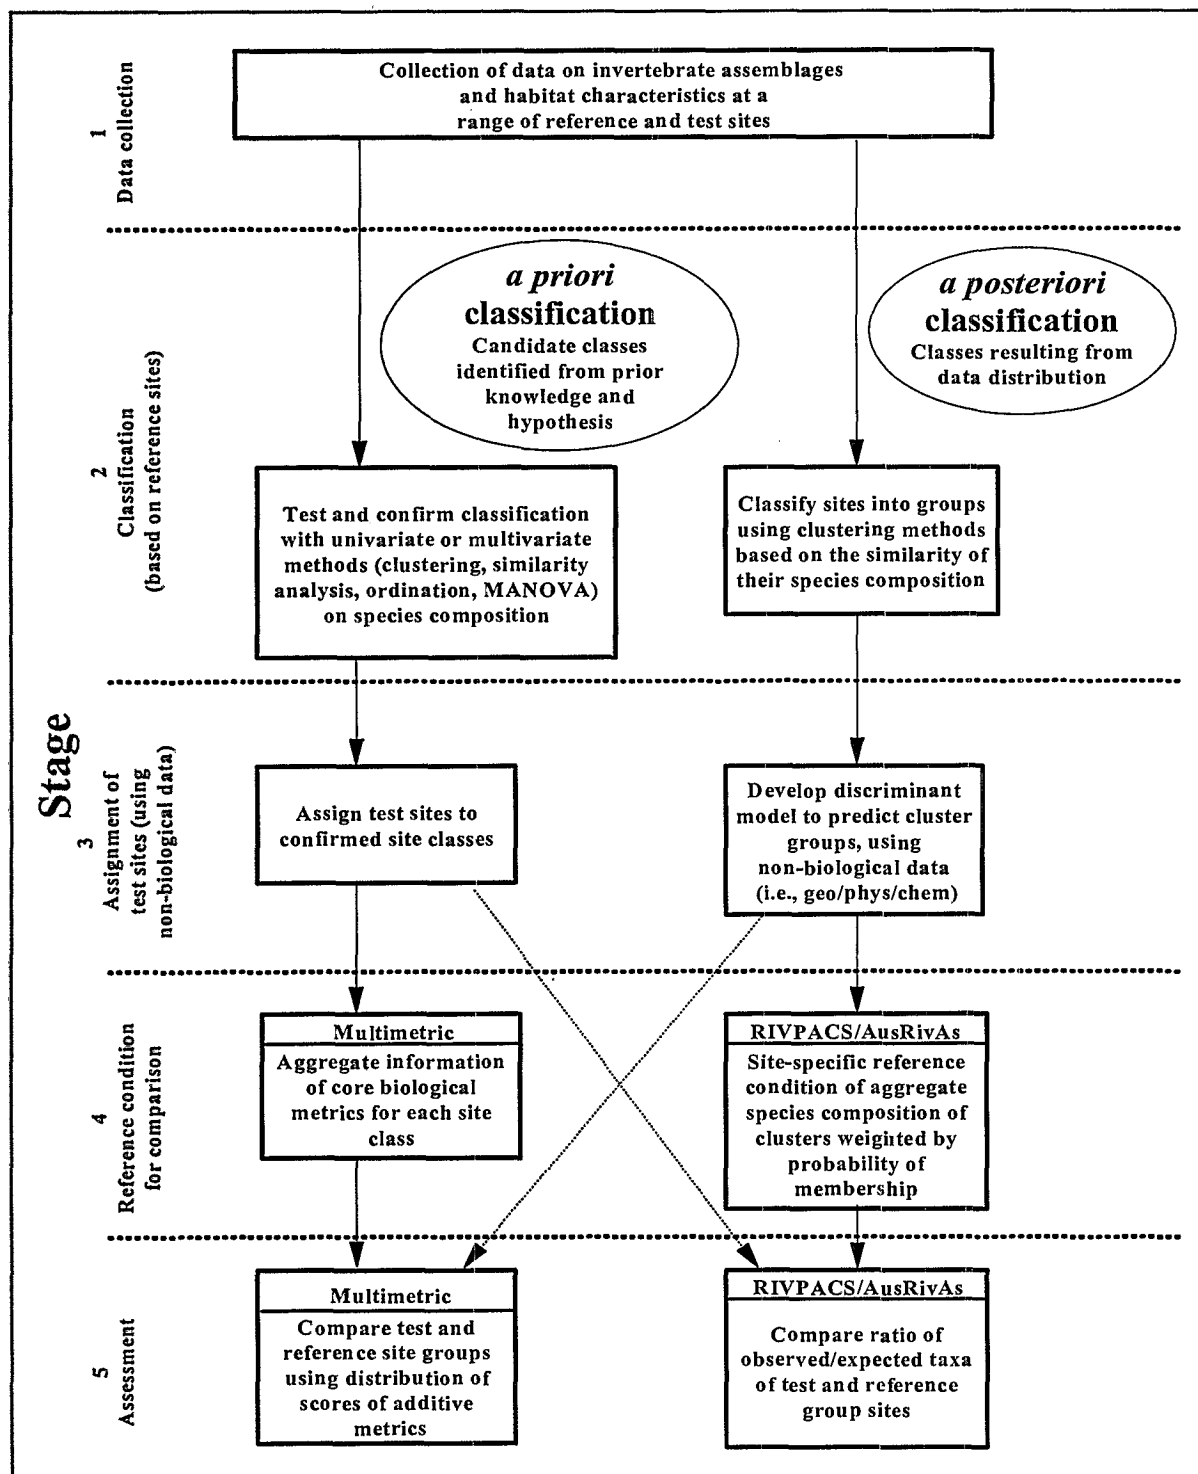 Stage
1
Data collection
Collection of data on invertebrate assemblages
and habitat characteristics at a
range of reference and test sites
2
Classification
(based on reference sites)
a priori
classification
Candidate classes
identified from prior
knowledge and
hypothesis
a posteriori
classification
Classes resulting from
data distribution
Test and confirm classification
with univariate or multivariate
methods (clustering, similarity
analysis, ordination, MANOVA)
on species composition
Classify sites into groups
using clustering methods
based on the similarity of
their species composition
3
Assignment of
test sites (using
non-biological data)
Assign test sites to
confirmed site classes
Develop discriminant
model to predict cluster
groups, using
non-biological data
(i.e., geo/phys/chem)
4
Reference condition
for comparison
Multimetric
Aggregate information
of core biological
metrics for each site
class
RIVPACS/AusRivAs
Site-specific reference
condition of aggregate
species composition of
clusters weighted by
probability of
membership
5
Assessment
Multimetric
Compare test and
reference site groups
using distribution of
scores of additive
metrics
RIVPACS/AusRivAs
Compare ratio of
observed/expected taxa
of test and reference
group sites